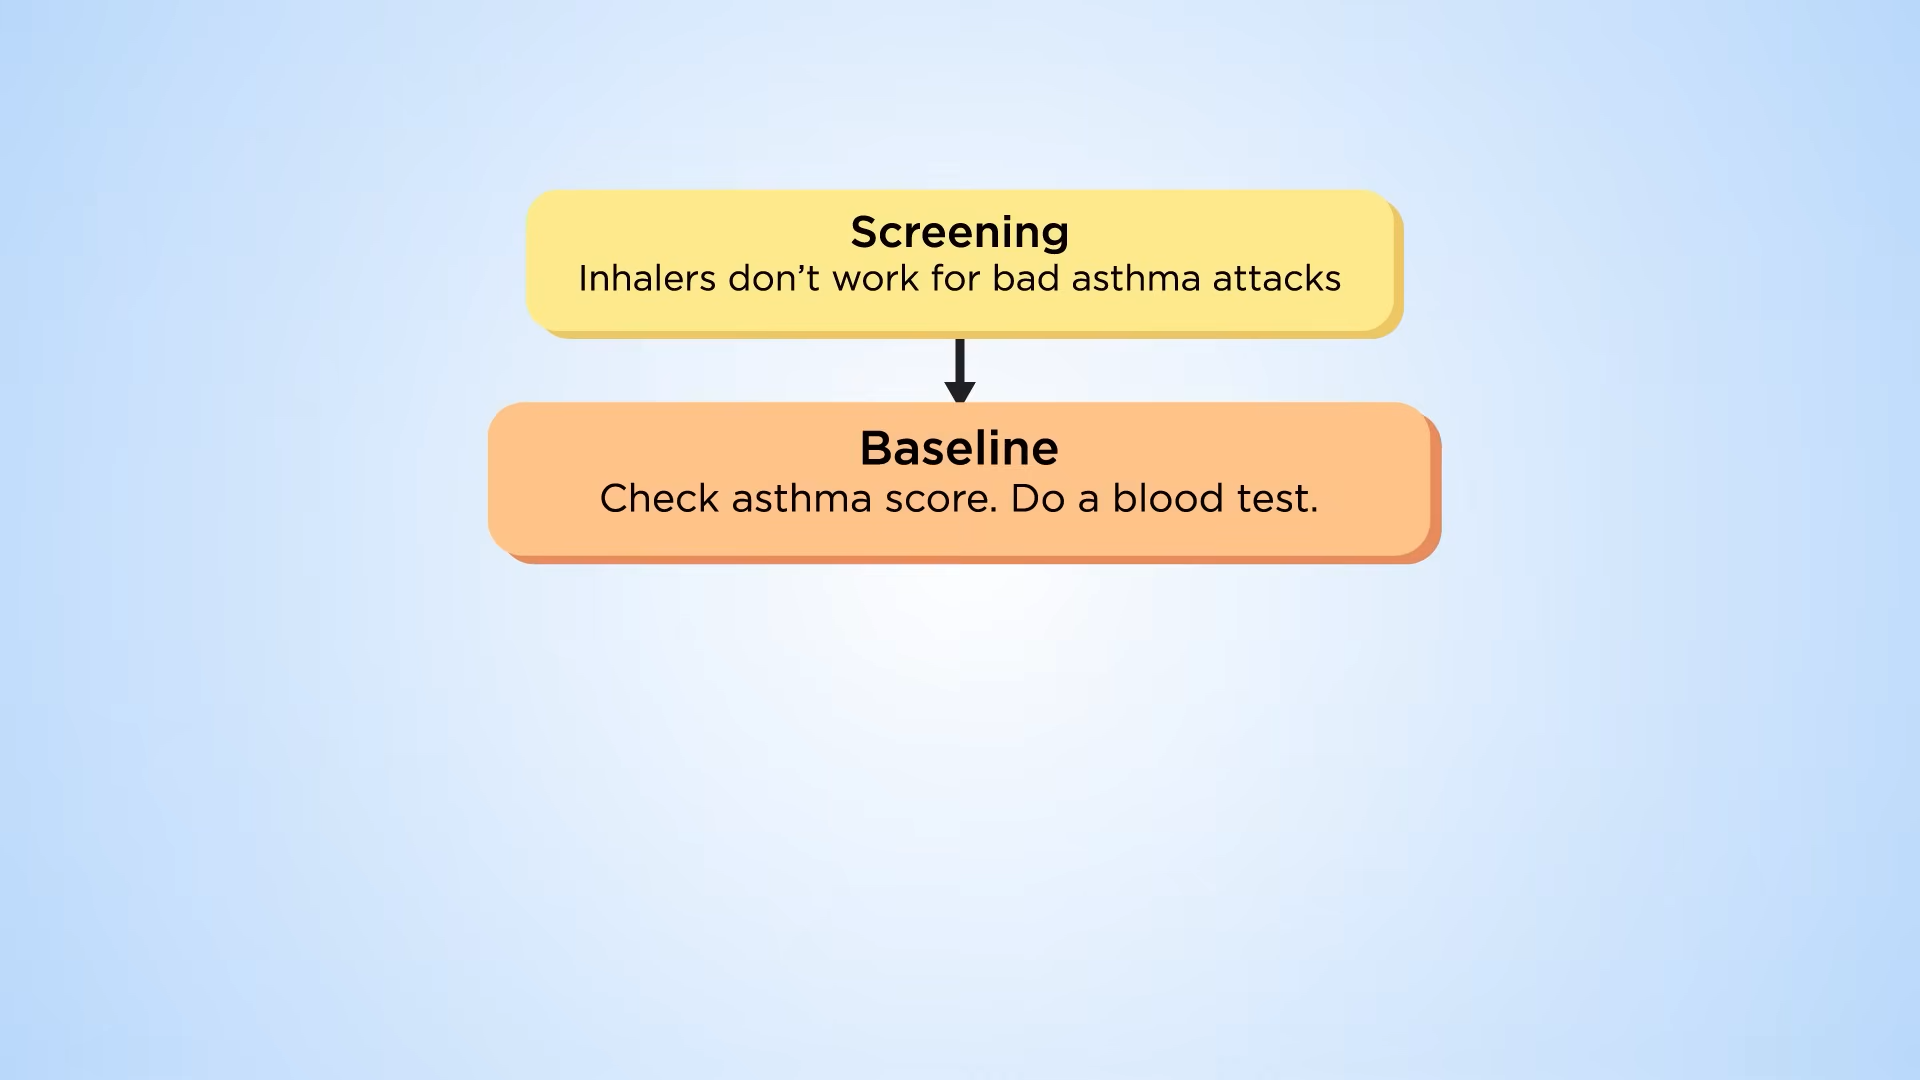 Screening
Inhalers don’t work for bad asthma attacks
Baseline
Check asthma score. Do a blood test.